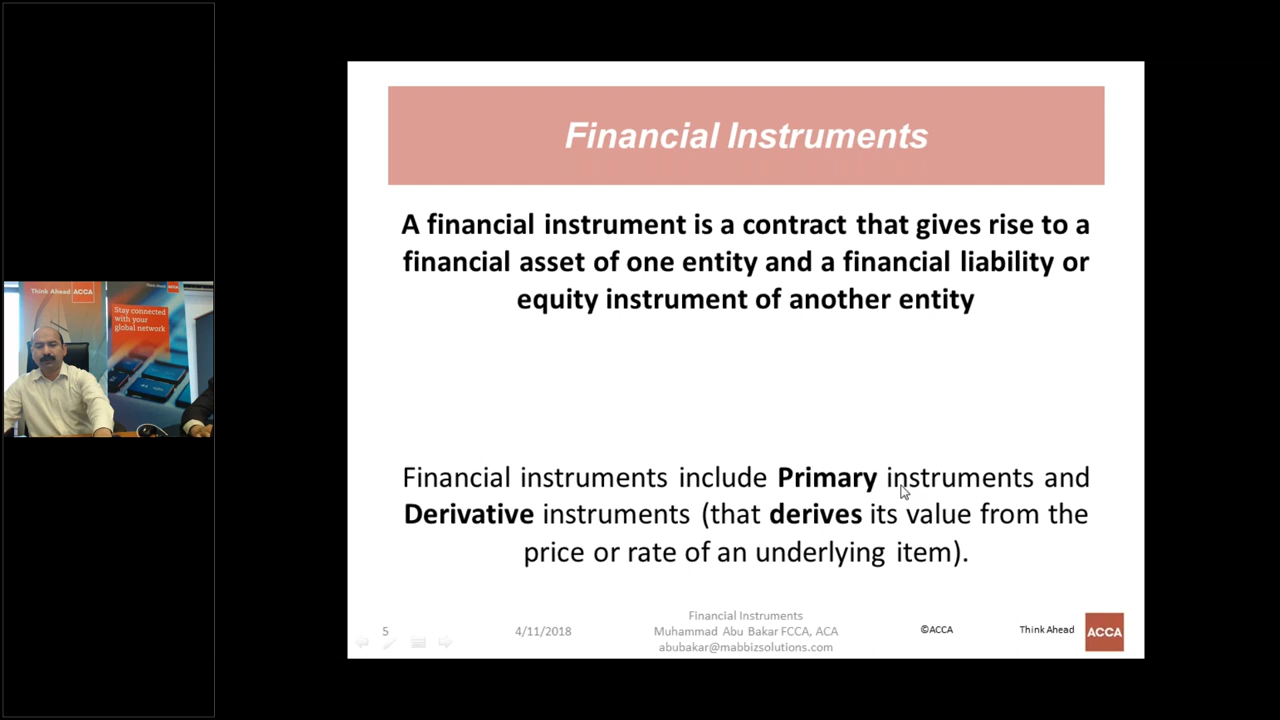 Think Ahead ACCA
Think Ahead ACCA
Stay connected
with your
global network
Financial Instruments
A financial instrument is a contract that gives rise to a
financial asset of one entity and a financial liability or
equity instrument of another entity
Financial instruments include Primary instruments and
Derivative instruments (that derives its value from the
price or rate of an underlying item).
5
4/11/2018
Financial Instruments
Muhammad Abu Bakar FCCA, ACA
abubakar@mabbizsolutions.com
©ACCA
Think Ahead
ACCA